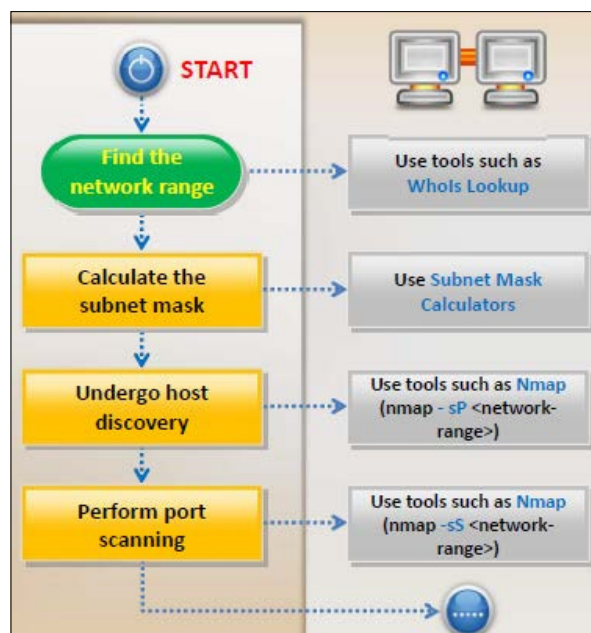 START
Find the
network range
Use tools such as
WhoIs Lookup
Calculate the
subnet mask
Use Subnet Mask
Calculators
Undergo host
discovery
Use tools such as Nmap
(nmap - sP <network-
range>)
Perform port
scanning
Use tools such as Nmap
(nmap -sS <network-
range>)